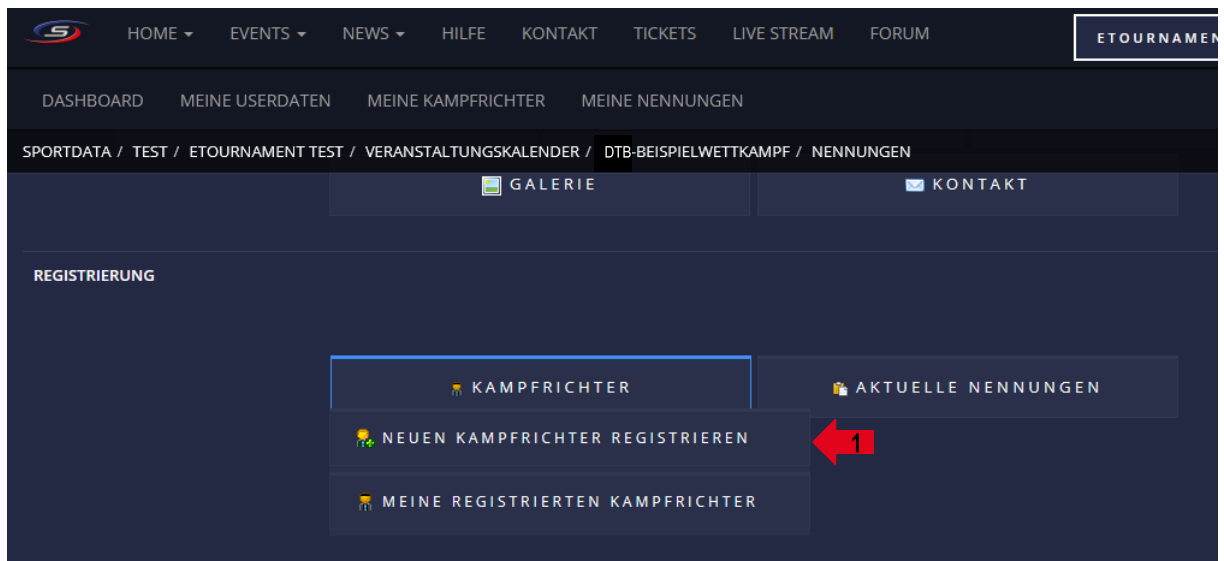 HOME EVENTS NEWS HILFE KONTAKT TICKETS LIVE STREAM FORUM ETOURNAMEN
DASHBOARD MEINE USERDATEN MEINE KAMPFRICHTER MEINE NENNUNGEN
SPORTDATA / TEST / ETOURNAMENT TEST / VERANSTALTUNGSKALENDER / DTB-BEISPIELWETTKAMPF / NENNUNGEN
GALERIE KONTAKT
REGISTRIERUNG
KAMPFRICHTER AKTUELLE NENNUNGEN
NEUEN KAMPFRICHTER REGISTRIEREN 1
MEINE REGISTRIERTEN KAMPFRICHTER